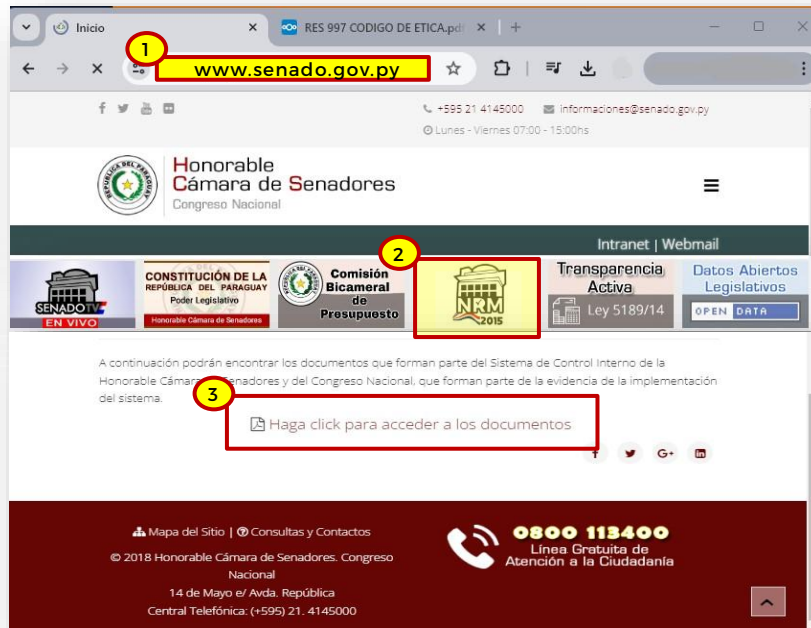 Inicio
RES 997 CODIGO DE ETICA.pd
1
www.senado.gov.py
+595 21 4145000 informaciones@senado.gov.py
Lunes - Viernes 07:00 - 15:00hs
Honorable
Cámara de Senadores
Congreso Nacional
Intranet | Webmail
2
SENADO TV
EN VIVO
CONSTITUCIÓN DE LA
REPÚBLICA DEL PARAGUAY
Poder Legislativo
Honorable Cámara de Senadores
Comisión
Bicameral
de
Presupuesto
NRM
2015
Transparencia
Activa
Ley 5189/14
Datos Abiertos
Legislativos
OPEN DATA
A continuación podrán encontrar los documentos que forman parte del Sistema de Control Interno de la
Honorable Cámara Senadores y del Congreso Nacional, que forman parte de la evidencia de la implementación
del sistema.
3
Haga click para acceder a los documentos
Mapa del Sitio | Consultas y Contactos
© 2018 Honorable Cámara de Senadores. Congreso
Nacional
14 de Mayo e/ Avda. República
Central Telefónica: (+595) 21. 4145000
0800 113400
Línea Gratuita de
Atención a la Ciudadanía